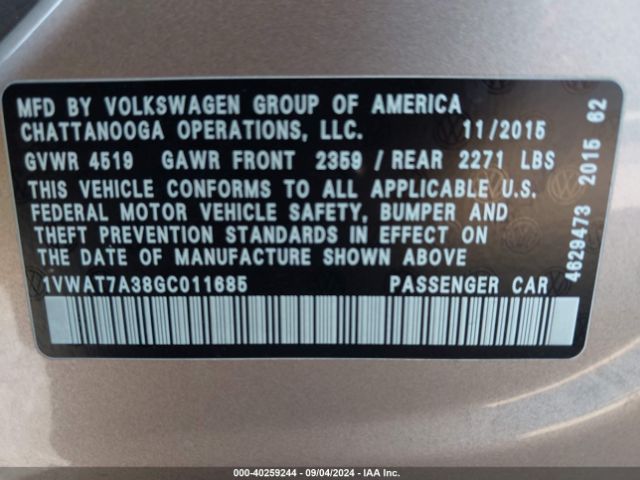 MFD BY VOLKSWAGEN GROUP OF AMERICA
CHATTANOOGA OPERATIONS, LLC. 11/2015
GVWR 4519 GAWR FRONT 2359 / REAR 2271 LBS
THIS VEHICLE CONFORMS TO ALL APPLICABLE U.S.
FEDERAL MOTOR VEHICLE SAFETY, BUMPER AND
THEFT PREVENTION STANDARDS IN EFFECT ON
THE DATE OF MANUFACTURE SHOWN ABOVE
1VWAT7A38GC011685 PASSENGER CAR
4629473 2015 62
1VW - 40259244 - 09/04/2024 - IAA Inc.